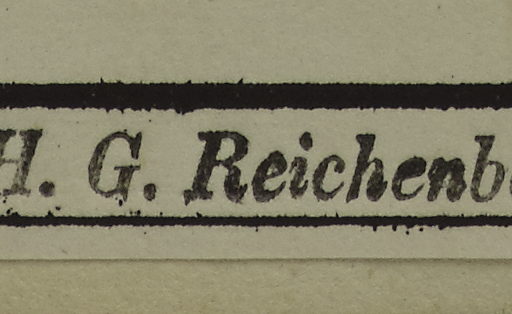 H. G. Reichenb